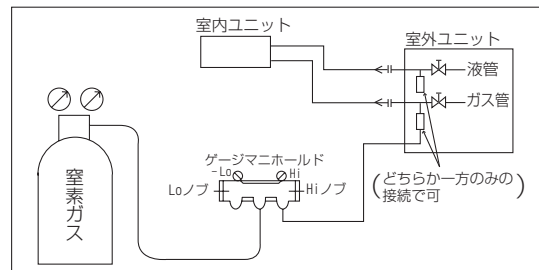 室内ユニット
室外ユニット
液管
ガス管
ゲージマニホールド
Lo
Hi
Loノブ
Hiノブ
(どちらか一方のみの
接続で可)
窒素ガス